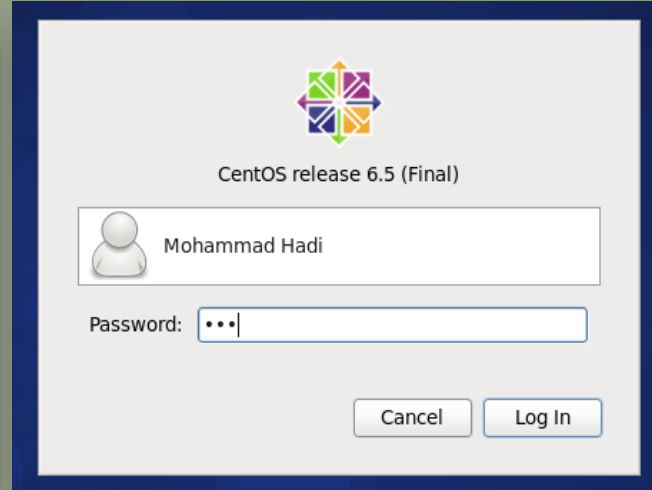 CentOS release 6.5 (Final)
Mohammad Hadi
Password: •••
Cancel Log In